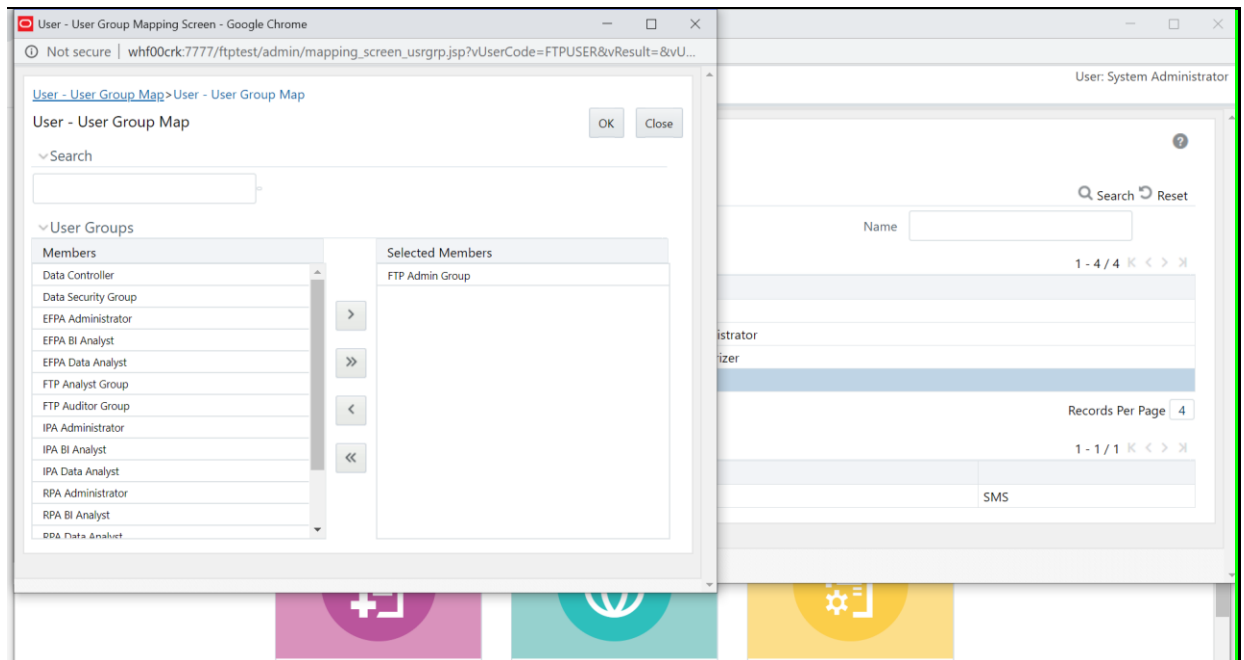 User - User Group Mapping Screen - Google Chrome
Not secure | whf00crk:7777/ftptest/admin/mapping_screen_usrgrp.jsp?vUserCode=FTPUSER&vResult=&vU...
User: System Administrator
User - User Group Map>User - User Group Map
User - User Group Map
OK
Close
Search
Search Reset
User Groups
Name
Members
Selected Members
1 - 4 / 4
Data Controller
FTP Admin Group
Data Security Group
EFPA Administrator
EFPA BI Analyst
istrator
EFPA Data Analyst
rizer
FTP Analyst Group
FTP Auditor Group
Records Per Page 4
IPA Administrator
IPA BI Analyst
1 - 1 / 1
IPA Data Analyst
RPA Administrator
SMS
RPA BI Analyst
RPA Data Analyst